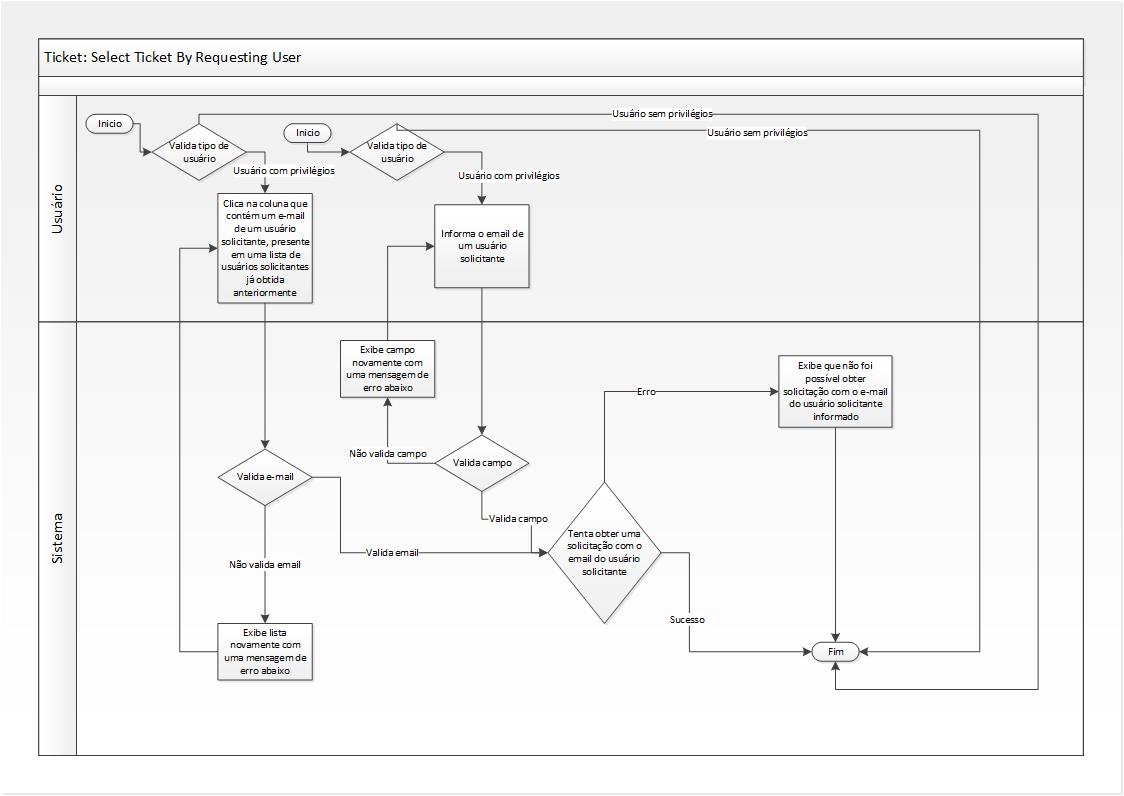 Ticket: Select Ticket By Requesting User
Usuário
Inicio
Valida tipo de
usuário
Usuário com privilégios
Inicio
Valida tipo de
usuário
Usuário com privilégios
Usuário sem privilégios
Usuário sem privilégios
Clica na coluna que
contém um e-mail
de um usuário
solicitante, presente
em uma lista de
usuários solicitantes
já obtida
anteriormente
Informa o email de
um usuário
solicitante
Sistema
Exibe campo
novamente com
uma mensagem de
erro abaixo
Não valida campo
Valida campo
Valida campo
Valida e-mail
Valida email
Não valida email
Exibe lista
novamente com
uma mensagem de
erro abaixo
Tenta obter uma
solicitação com o
email do usuário
solicitante
Erro
Sucesso
Exibe que não foi
possível obter
solicitação com o e-mail
do usuário solicitante
informado
Fim